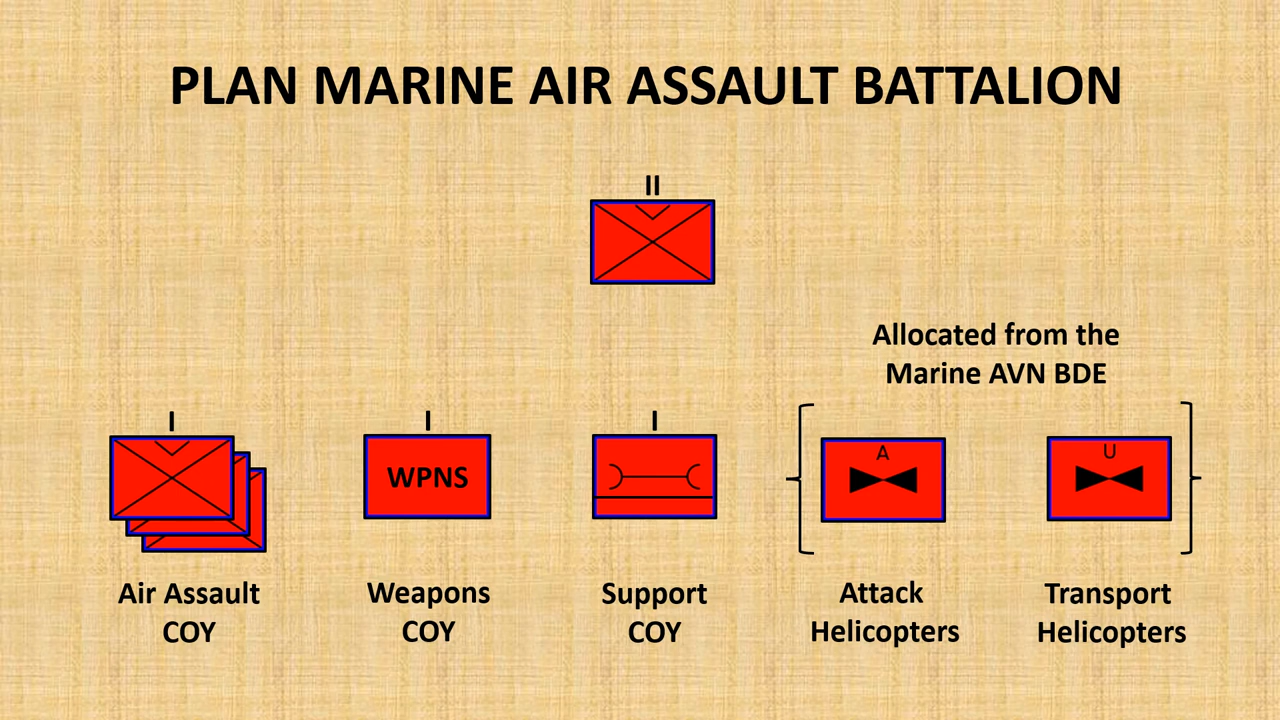 PLAN MARINE AIR ASSAULT BATTALION
II
Allocated from the
Marine AVN BDE
I
I
I
WPNS
A
U
Air Assault
COY
Weapons
COY
Support
COY
Attack
Helicopters
Transport
Helicopters